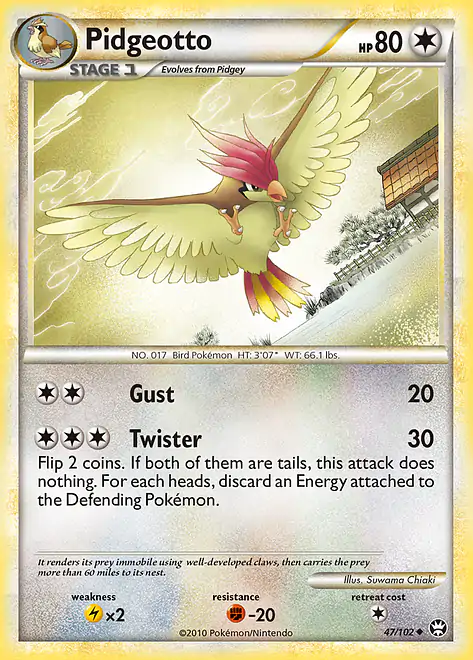 Pidgeotto
HP 80
STAGE 1
Evolves from Pidgey
NO. 017 Bird Pokémon HT: 3'07" WT: 66.1 lbs.
Gust 20
Twister 30
Flip 2 coins. If both of them are tails, this attack does
nothing. For each heads, discard an Energy attached to
the Defending Pokémon.
It renders its prey immobile using well-developed claws, then carries the prey
more than 60 miles to its nest.
Illus. Suwama Chiaki
weakness resistance retreat cost
×2 -20
©2010 Pokémon/Nintendo 47/102